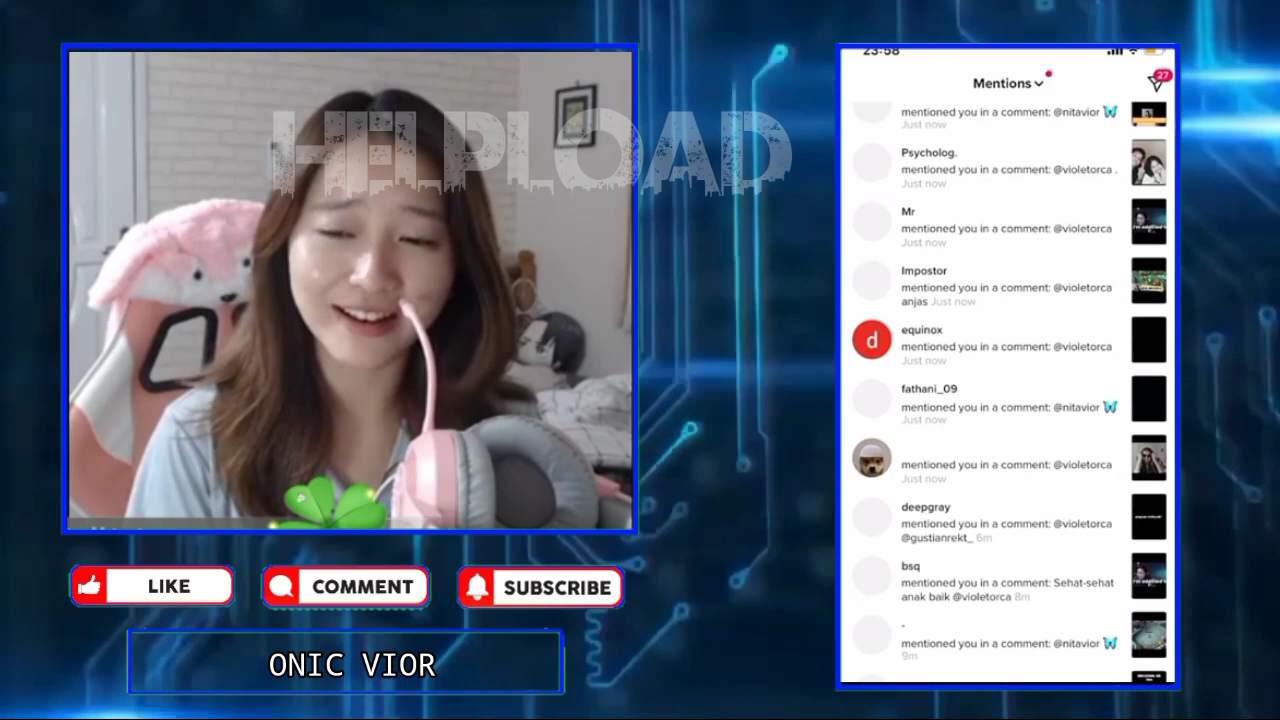 HELPLOAD
LIKE
COMMENT
SUBSCRIBE
ONIC VIOR
23:58
Mentions
27
mentioned you in a comment: @nitavior
Just now
Psycholog.
mentioned you in a comment: @violetorca .
Just now
Mr
mentioned you in a comment: @violetorca
Just now
Impostor
mentioned you in a comment: @violetorca
anjas Just now
d
equinox
mentioned you in a comment: @violetorca
Just now
fathani_09
mentioned you in a comment: @nitavior
Just now
mentioned you in a comment: @violetorca
Just now
deepgray
mentioned you in a comment: @violetorca
@gustianrekt_ 6m
bsq
mentioned you in a comment: Sehat-sehat
anak baik @violetorca 8m
-
mentioned you in a comment: @nitavior
9m